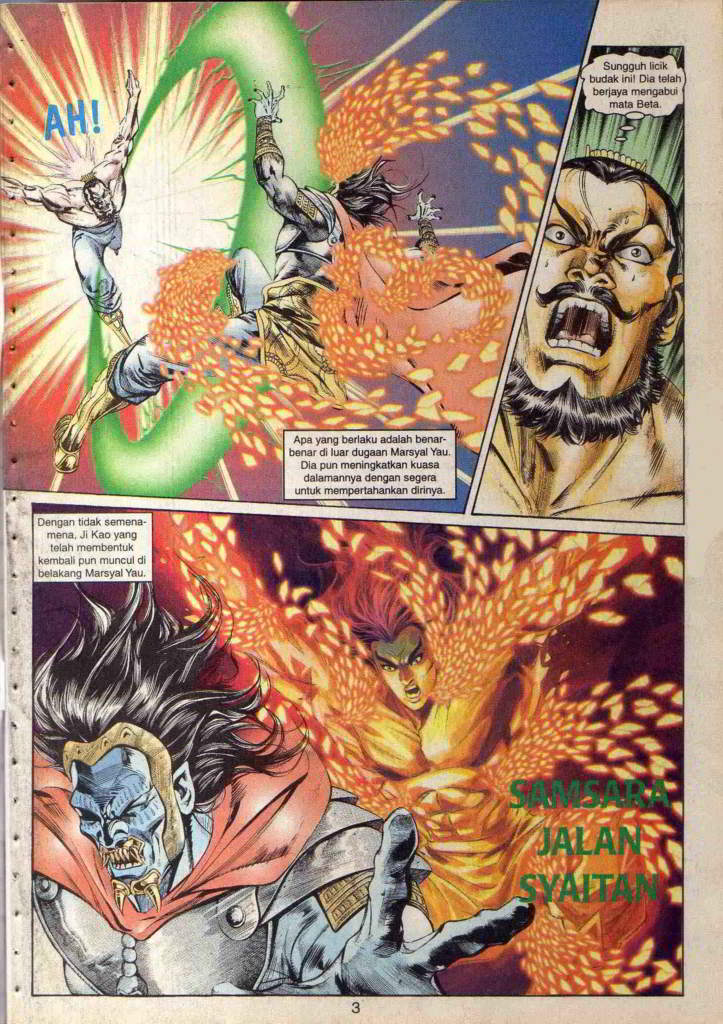 AH!
Sungguh licik
budak ini! Dia telah
berjaya mengabui
mata Beta.
Apa yang berlaku adalah benar-
benar di luar dugaan Marsyal Yau.
Dia pun meningkatkan kuasa
dalamannya dengan segera
untuk mempertahankan dirinya.
Dengan tidak semena-
mena, Ji Kao yang
telah membentuk
kembali pun muncul di
belakang Marsyal Yau.
SAMSARA
JALAN
SYAITAN
3